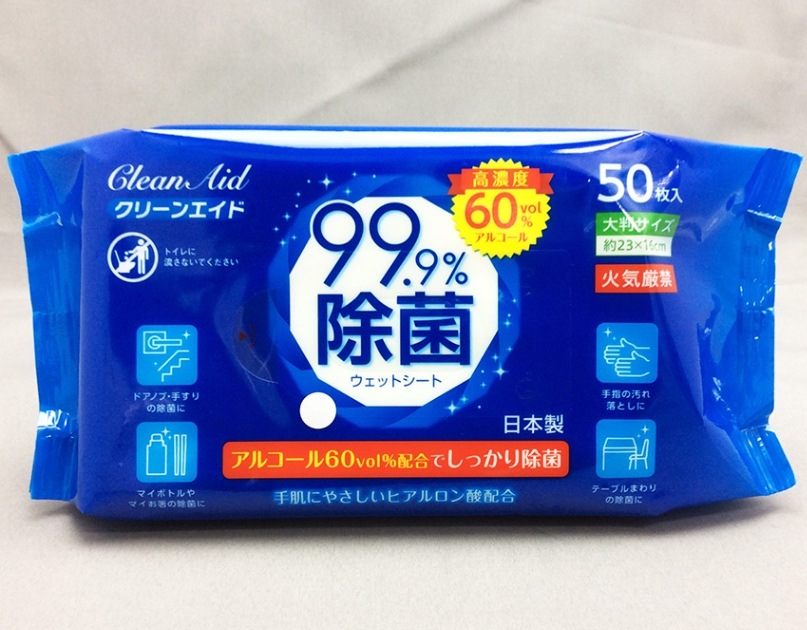 Clean Aid
クリーンエイド
トイレに
流さないでください
高濃度
60vol%
アルコール
50枚入
大判サイズ
約23×16cm
火気厳禁
99.9%
除菌
ウェットシート
日本製
ドアノブ・手すり
の除菌に
マイボトルや
マイお箸の除菌に
手指の汚れ
落としに
テーブルまわり
の除菌に
アルコール60vol%配合でしっかり除菌
手肌にやさしいヒアルロン酸配合